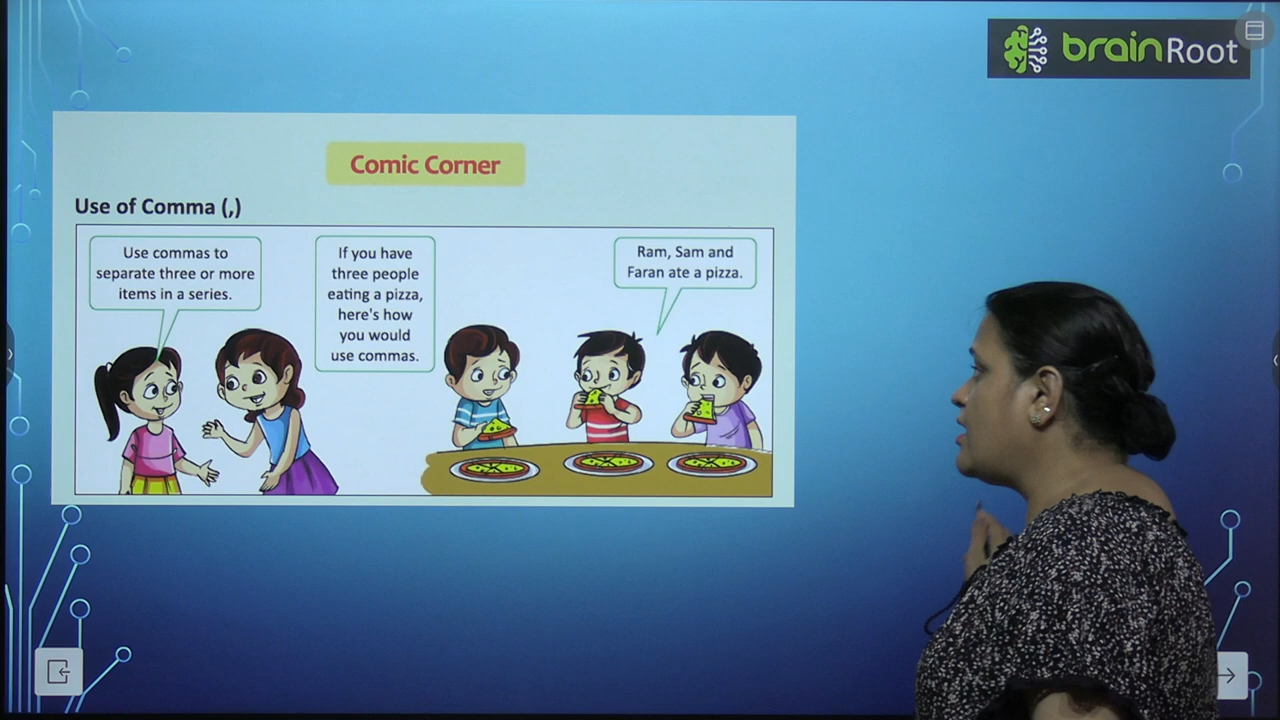 brainRoot
Comic Corner
Use of Comma (,)
Use commas to
separate three or more
items in a series.
If you have
three people
eating a pizza,
here's how
you would
use commas.
Ram, Sam and
Faran ate a pizza.